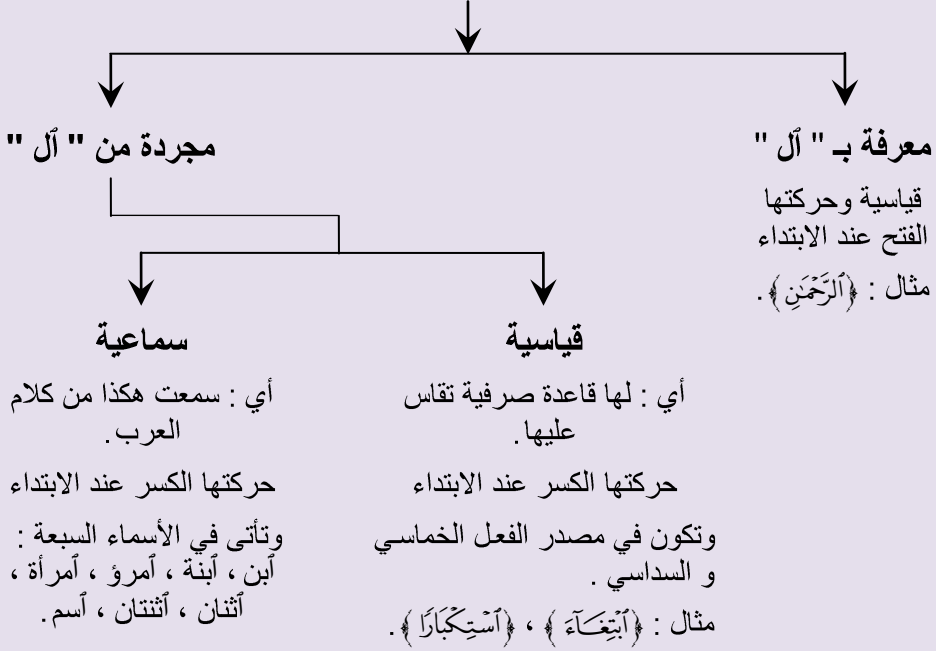 معرفة بـ " ٱل "
قياسية وحركتها
الفتح عند الابتداء
مثال : ﴿ٱلرَّحْمَٰنِ﴾.
مجردة من " ٱل "
قياسية
أي : لها قاعدة صرفية تقاس
عليها.
حركتها الكسر عند الابتداء
وتكون في مصدر الفعل الخماسي
و السداسي .
مثال : ﴿ٱبْتِغَآءَ﴾ ، ﴿ٱسْتِكْبَارًا﴾.
سماعية
أي : سمعت هكذا من كلام
العرب.
حركتها الكسر عند الابتداء
وتأتى في الأسماء السبعة :
ٱبن ، ٱبنة ، ٱمرؤ ، ٱمرأة ،
ٱثنان ، ٱثنتان ، ٱسم.